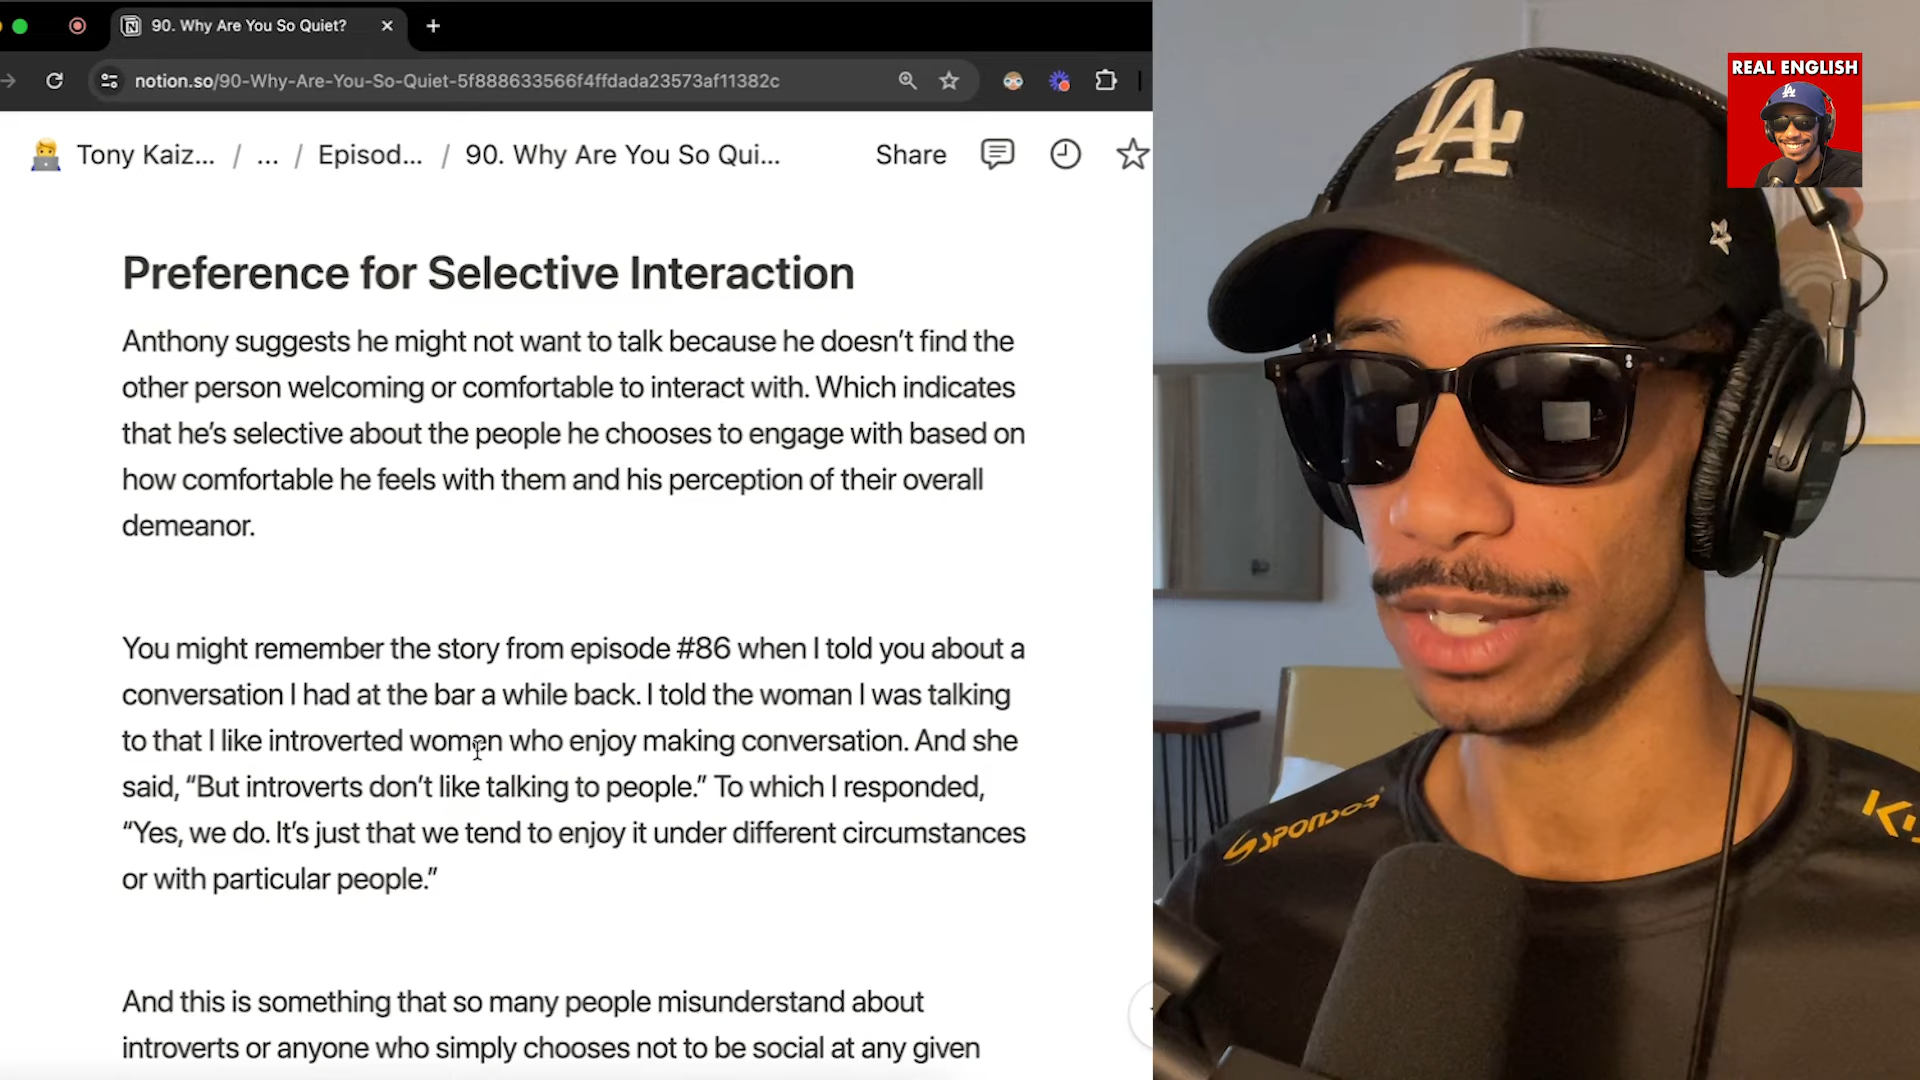 90. Why Are You So Quiet?
notion.so/90-Why-Are-You-So-Quiet-5f888633566f4ffdada23573af11382c
Tony Kaiz... / ... / Episod... / 90. Why Are You So Qui... Share
REAL ENGLISH
LA
LA
Preference for Selective Interaction
Anthony suggests he might not want to talk because he doesn’t find the
other person welcoming or comfortable to interact with. Which indicates
that he’s selective about the people he chooses to engage with based on
how comfortable he feels with them and his perception of their overall
demeanor.
You might remember the story from episode #86 when I told you about a
conversation I had at the bar a while back. I told the woman I was talking
to that I like introverted women who enjoy making conversation. And she
said, “But introverts don’t like talking to people.” To which I responded,
“Yes, we do. It’s just that we tend to enjoy it under different circumstances
or with particular people.”
And this is something that so many people misunderstand about
introverts or anyone who simply chooses not to be social at any given
SPONSOR